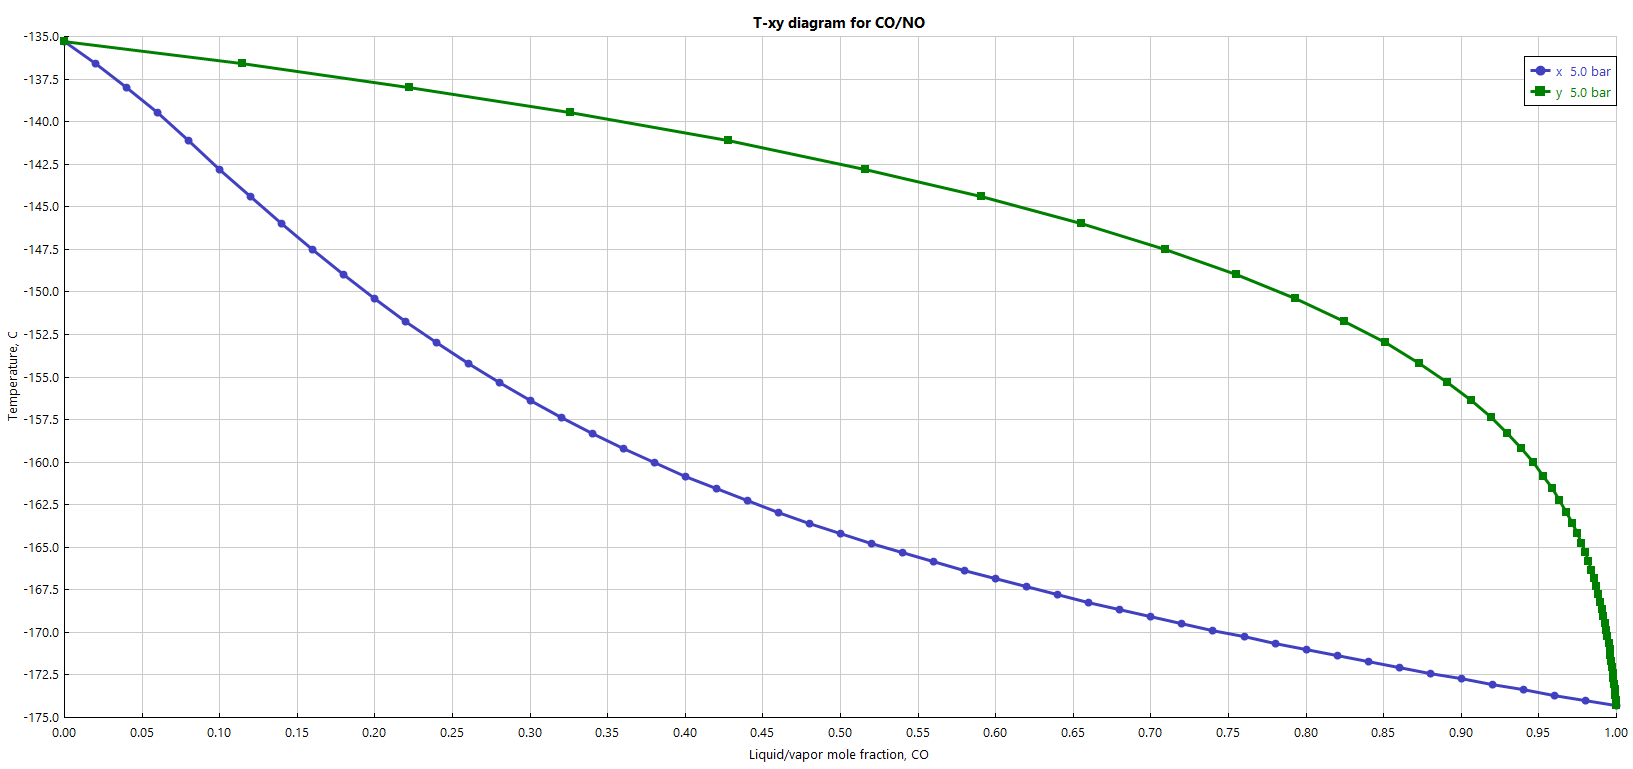 T-xy diagram for CO/NO
x 5.0 bar
y 5.0 bar
Temperature, C
-135.0
-137.5
-140.0
-142.5
-145.0
-147.5
-150.0
-152.5
-155.0
-157.5
-160.0
-162.5
-165.0
-167.5
-170.0
-172.5
-175.0
0.00 0.05 0.10 0.15 0.20 0.25 0.30 0.35 0.40 0.45 0.50 0.55 0.60 0.65 0.70 0.75 0.80 0.85 0.90 0.95 1.00
Liquid/vapor mole fraction, CO